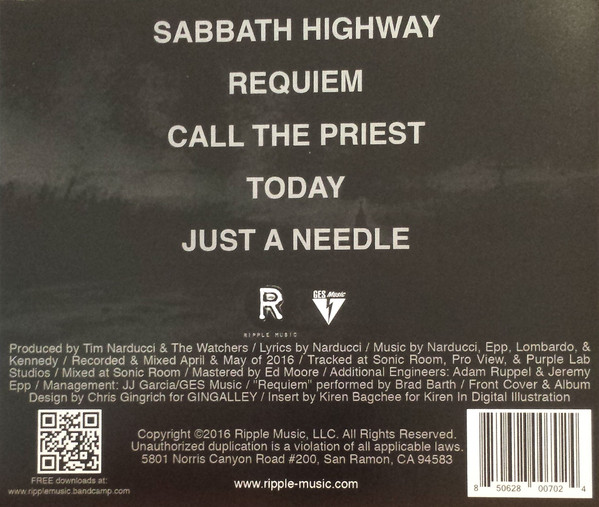 SABBATH HIGHWAY
REQUIEM
CALL THE PRIEST
TODAY
JUST A NEEDLE
R
RIPPLE MUSIC
GES Music
Produced by Tim Narducci & The Watchers / Lyrics by Narducci / Music by Narducci, Epp, Lombardo, &
Kennedy / Recorded & Mixed April & May of 2016 / Tracked at Sonic Room, Pro View, & Purple Lab
Studios / Mixed at Sonic Room / Mastered by Ed Moore / Additional Engineers: Adam Ruppel & Jeremy
Epp / Management: JJ Garcia/GES Music / "Requiem" performed by Brad Barth / Front Cover & Album
Design by Chris Gingrich for GINGALLEY / Insert by Kiren Bagchee for Kiren In Digital Illustration
Copyright ©2016 Ripple Music, LLC. All Rights Reserved.
Unauthorized duplication is a violation of all applicable laws.
5801 Norris Canyon Road #200, San Ramon, CA 94583
FREE downloads at:
www.ripplemusic.bandcamp.com
www.ripple-music.com
8 50628 00702 4